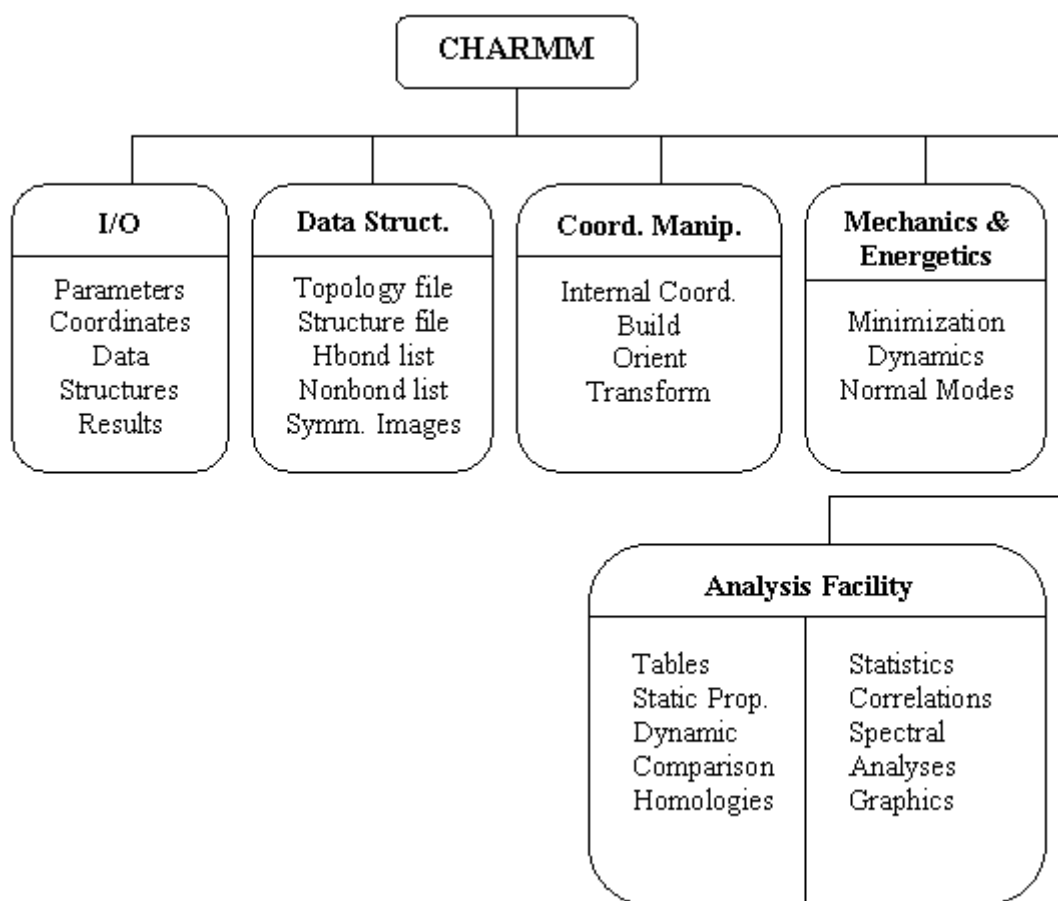 CHARMM
I/O
Parameters
Coordinates
Data
Structures
Results
Data Struct.
Topology file
Structure file
Hbond list
Nonbond list
Symm. Images
Coord. Manip.
Internal Coord.
Build
Orient
Transform
Mechanics &
Energetics
Minimization
Dynamics
Normal Modes
Analysis Facility
Tables
Static Prop.
Dynamic
Comparison
Homologies
Statistics
Correlations
Spectral
Analyses
Graphics